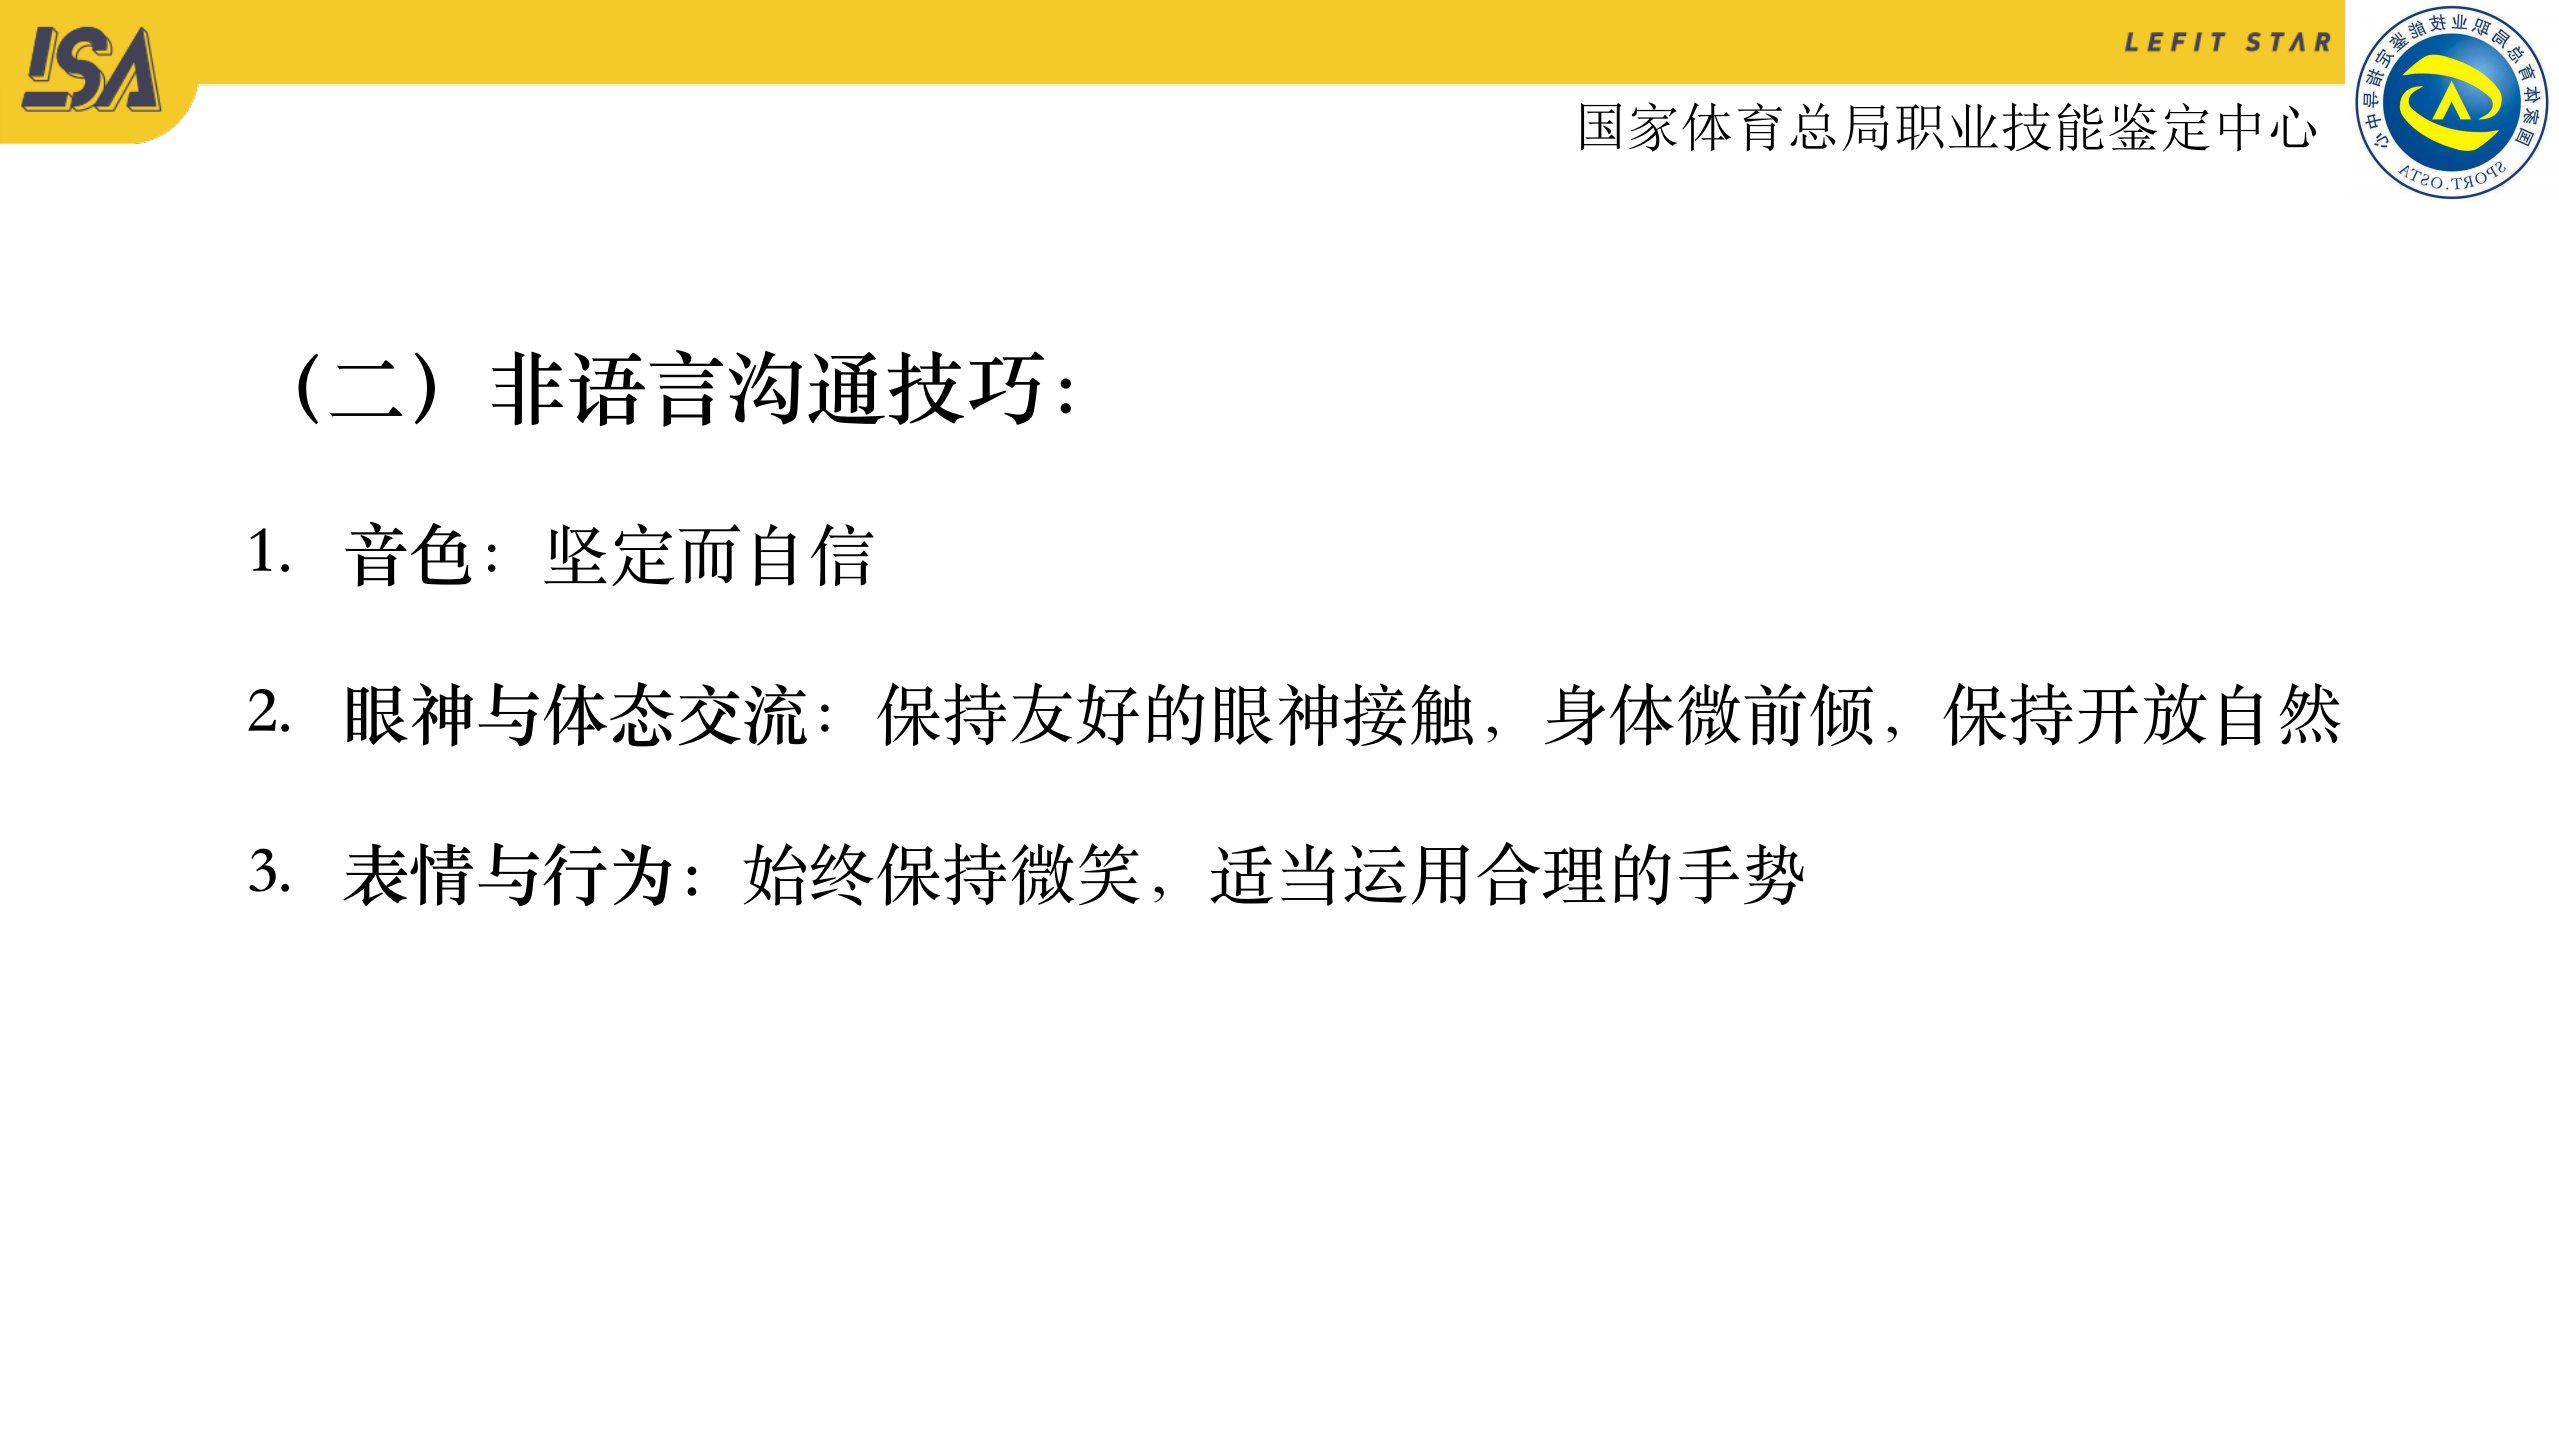 LSA
LEFIT STAR
国家体育总局职业技能鉴定中心
国家体育总局职业技能鉴定指导中心
SPORT.OSTA
（二）非语言沟通技巧：
1. 音色：坚定而自信
2. 眼神与体态交流：保持友好的眼神接触，身体微前倾，保持开放自然
3. 表情与行为：始终保持微笑，适当运用合理的手势